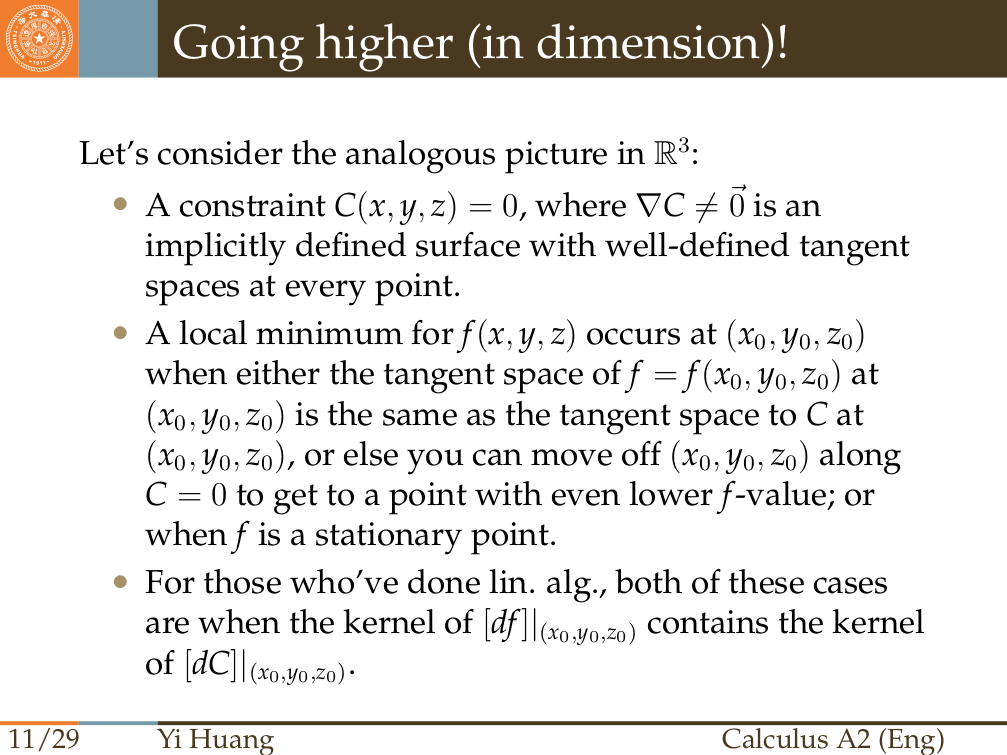 Going higher (in dimension)!
Let's consider the analogous picture in ℝ³:
• A constraint C(x, y, z) = 0, where ∇C ≠ 0⃗ is an
implicitly defined surface with well-defined tangent
spaces at every point.
• A local minimum for f(x, y, z) occurs at (x₀, y₀, z₀)
when either the tangent space of f = f(x₀, y₀, z₀) at
(x₀, y₀, z₀) is the same as the tangent space to C at
(x₀, y₀, z₀), or else you can move off (x₀, y₀, z₀) along
C = 0 to get to a point with even lower f-value; or
when f is a stationary point.
• For those who've done lin. alg., both of these cases
are when the kernel of [df]|₍ₓ₀,y₀,z₀₎ contains the kernel
of [dC]|₍ₓ₀,y₀,z₀₎.
11/29 Yi Huang Calculus A2 (Eng)